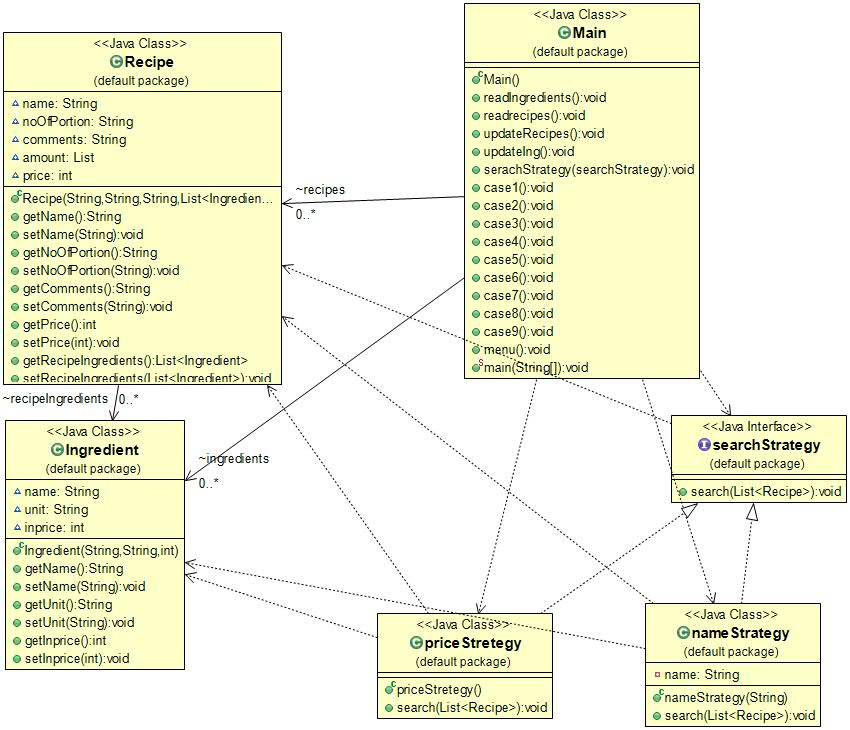 <<Java Class>>
Recipe
(default package)
name: String
noOfPortion: String
comments: String
amount: List
price: int
Recipe(String,String,String,List<Ingredien...
getName():String
setName(String):void
getNoOfPortion():String
setNoOfPortion(String):void
getComments():String
setComments(String):void
getPrice():int
setPrice(int):void
getRecipeIngredients():List<Ingredient>
setRecipeIngredients(List<Ingredient>):void
<<Java Class>>
Main
(default package)
Main()
readIngredients():void
readrecipes():void
updateRecipes():void
updateIng():void
serachStrategy(searchStrategy):void
case1():void
case2():void
case3():void
case4():void
case5():void
case6():void
case7():void
case8():void
case9():void
menu():void
main(String[]):void
~recipes
0..*
~recipeIngredients
0..*
~ingredients
0..*
<<Java Class>>
Ingredient
(default package)
name: String
unit: String
inprice: int
Ingredient(String,String,int)
getName():String
setName(String):void
getUnit():String
setUnit(String):void
getInprice():int
setInprice(int):void
<<Java Interface>>
searchStrategy
(default package)
search(List<Recipe>):void
<<Java Class>>
priceStretegy
(default package)
priceStretegy()
search(List<Recipe>):void
<<Java Class>>
nameStrategy
(default package)
name: String
nameStrategy(String)
search(List<Recipe>):void